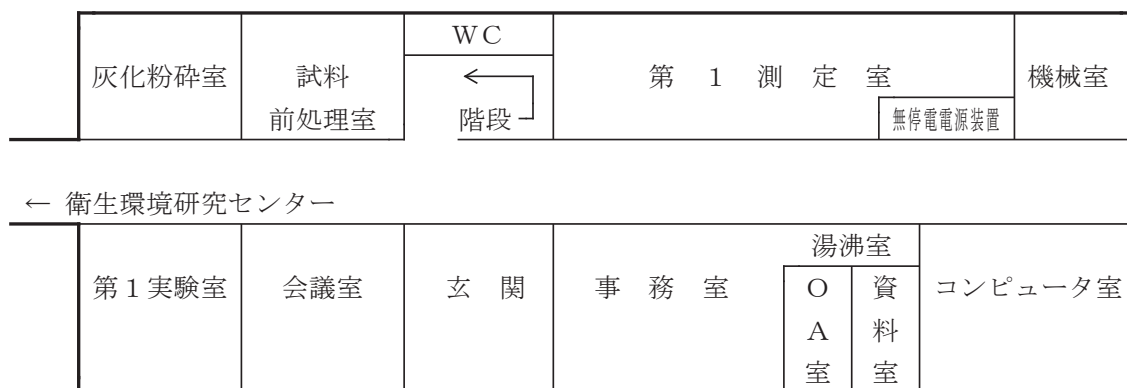 WC
灰化粉砕室
試料
前処理室
階段
第 1 測 定 室
無停電電源装置
機械室
← 衛生環境研究センター
第1実験室
会議室
玄 関
事 務 室
湯沸室
OA室
資料室
コンピュータ室